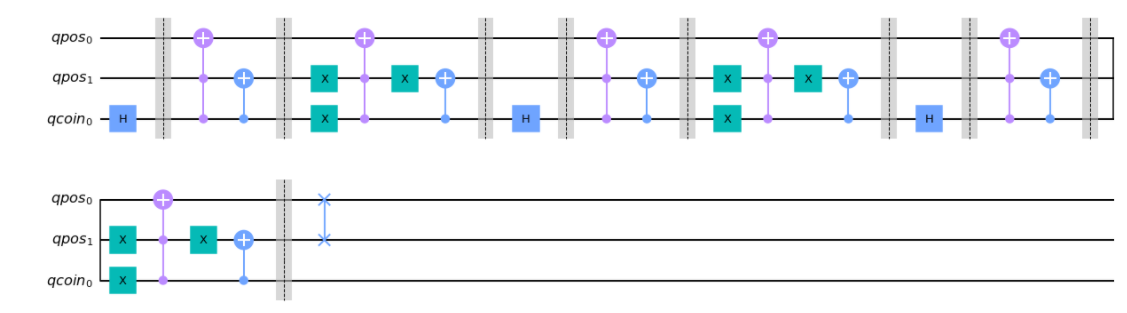 qpos0
qpos1 X X X X
qcoin0 H X H X H
qpos0
qpos1 X X
qcoin0 X